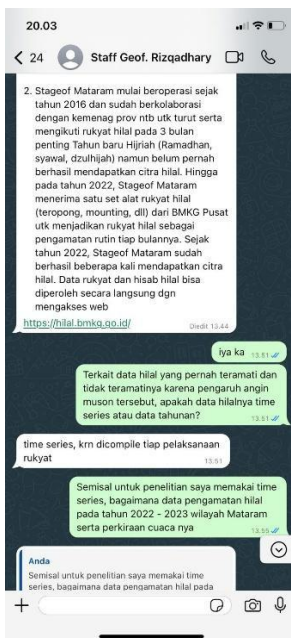 20.03
24 Staff Geof. Rizqadhary
2. Stageof Mataram mulai beroperasi sejak
tahun 2016 dan sudah berkolaborasi
dengan kemenag prov ntb utk turut serta
mengikuti rukyat hilal pada 3 bulan
penting Tahun baru Hijriah (Ramadhan,
syawal, dzulhijah) namun belum pernah
berhasil mendapatkan citra hilal. Hingga
pada tahun 2022, Stageof Mataram
menerima satu set alat rukyat hilal
(teropong, mounting, dll) dari BMKG Pusat
utk menjadikan rukyat hilal sebagai
pengamatan rutin tiap bulannya. Sejak
tahun 2022, Stageof Mataram sudah
berhasil beberapa kali mendapatkan citra
hilal. Data rukyat dan hisab hilal bisa
diperoleh secara langsung dgn
mengakses web
https://hilal.bmkg.go.id/ Diedit 13.44
iya ka 13.51
Terkait data hilal yang pernah teramati dan
tidak teramatinya karena pengaruh angin
muson tersebut, apakah data hilalnya time
series atau data tahunan? 13.51
time series, krn dicompile tiap pelaksanaan
rukyat 13.51
Semisal untuk penelitian saya memakai time
series, bagaimana data pengamatan hilal
pada tahun 2022 - 2023 wilayah Mataram
serta perkiraan cuaca nya 13.55
Anda
Semisal untuk penelitian saya memakai time
series, bagaimana data pengamatan hilal pada